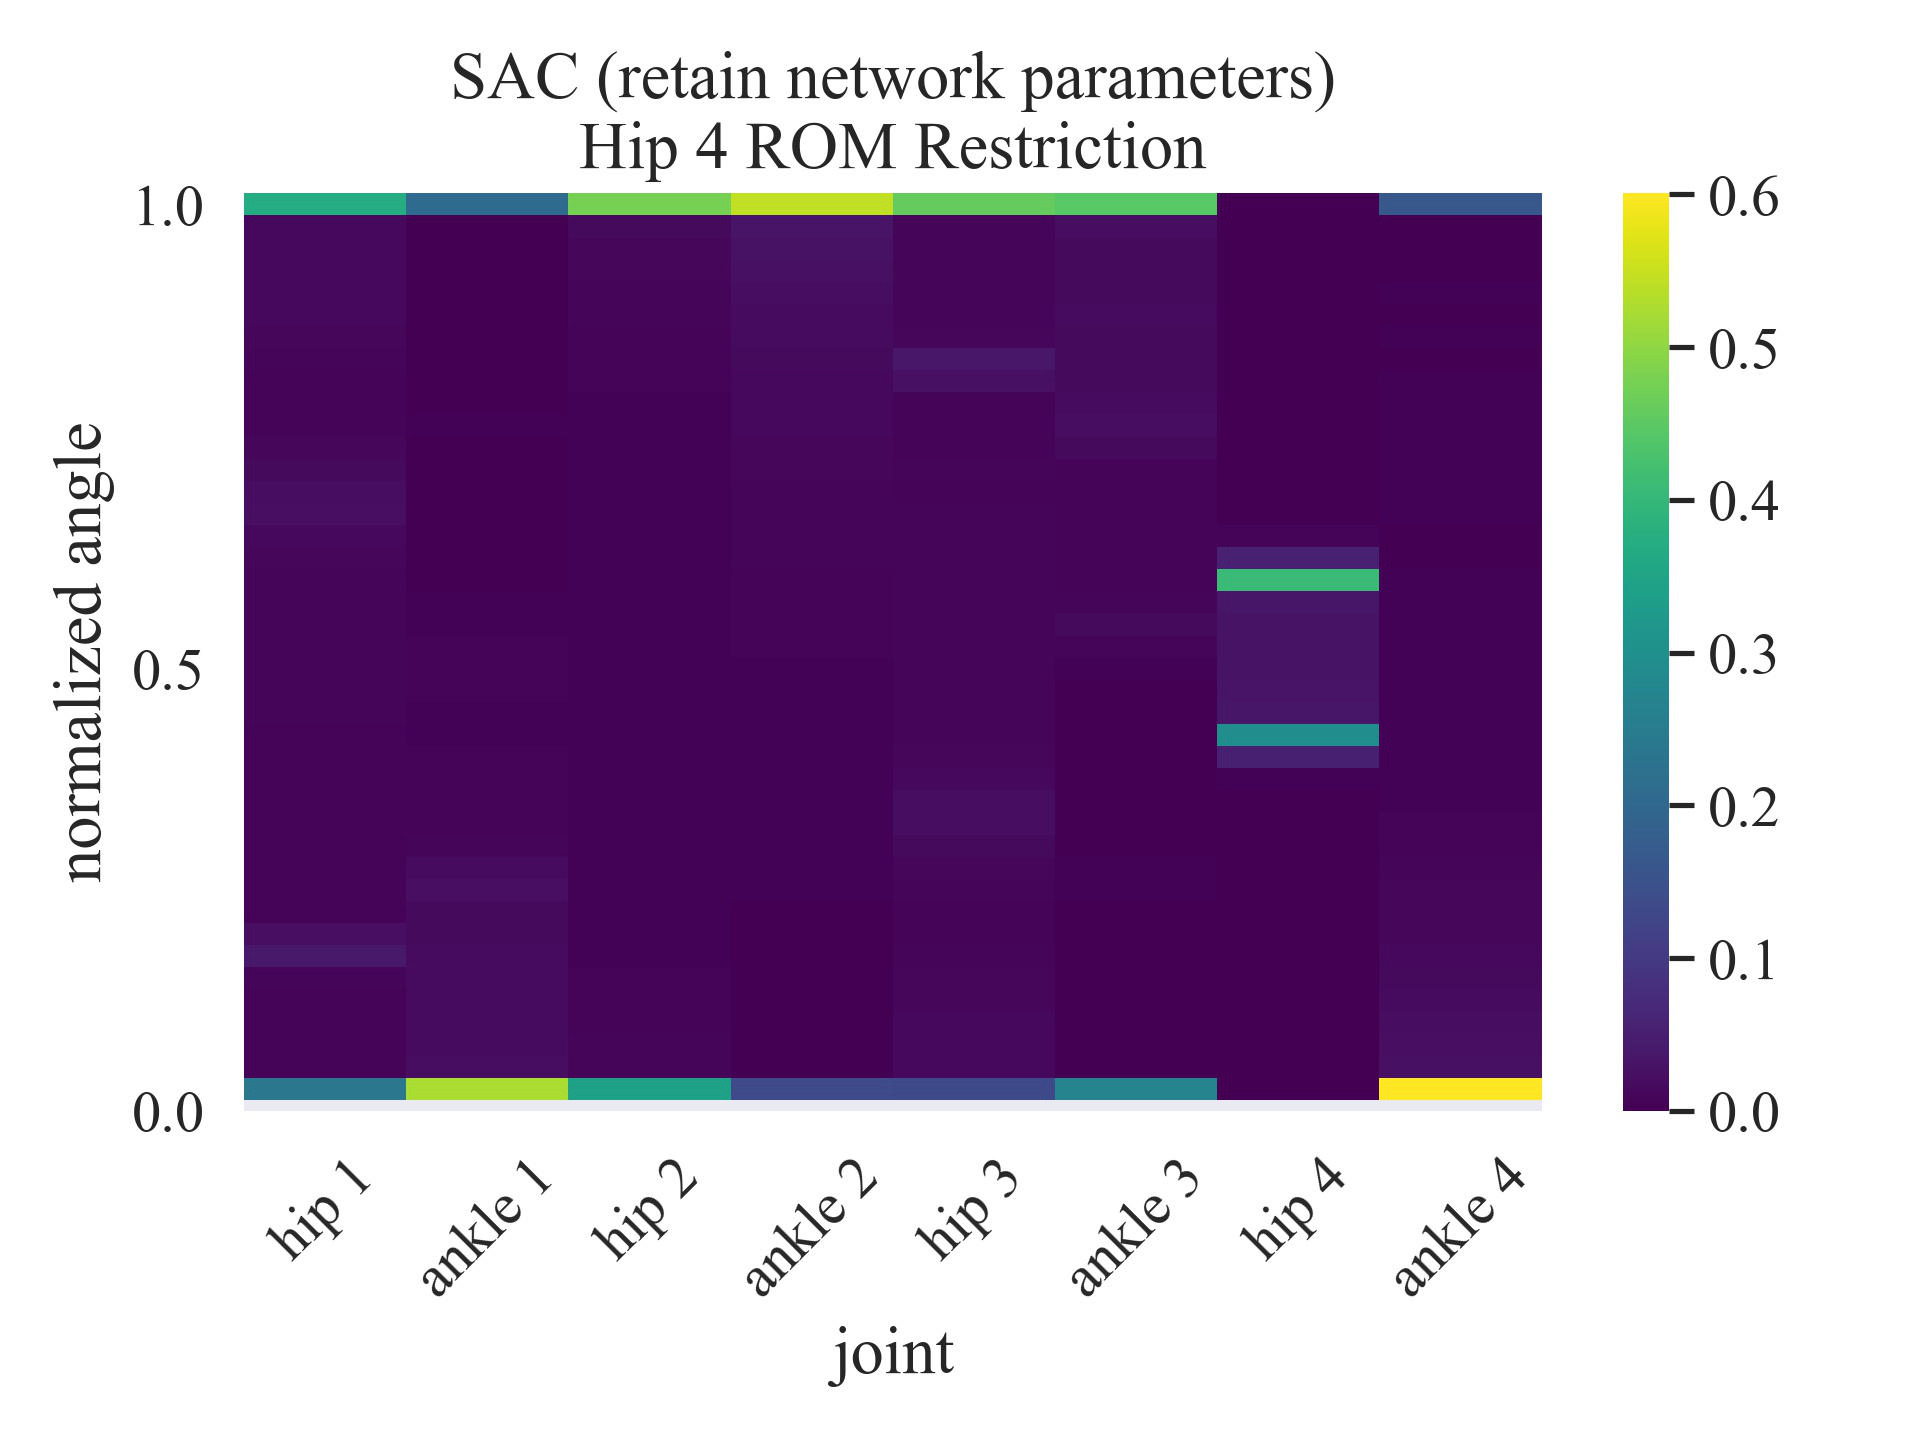 SAC (retain network parameters)
Hip 4 ROM Restriction
1.0
0.5
0.0
normalized angle
hip 1
ankle 1
hip 2
ankle 2
hip 3
ankle 3
hip 4
ankle 4
joint
0.6
0.5
0.4
0.3
0.2
0.1
0.0